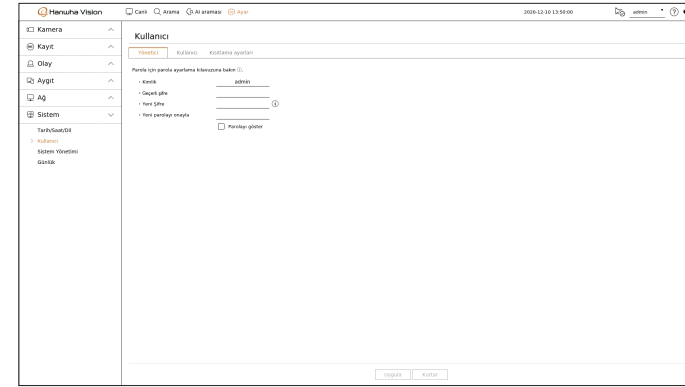 Hanwha Vision
Canlı Arama AI araması Ayar
2020-12-10 13:50:00
admin
Kamera
Kayıt
Olay
Aygıt
Ağ
Sistem
Tarih/Saat/Dil
Kullanıcı
Sistem Yönetimi
Günlük
Kullanıcı
Yönetici Kullanıcı Kısıtlama ayarları
Parola için parola ayarlama kılavuzuna bakın
Kimlik admin
Geçerli şifre
Yeni Şifre
Yeni parolayı onayla
Parolayı göster
Uygula Kurtar